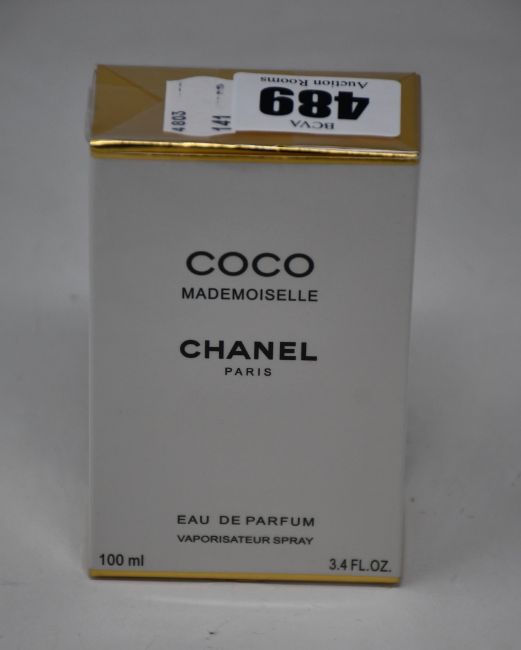 BCVA
489
Auction Rooms
4803
141
COCO
MADEMOISELLE
CHANEL
PARIS
EAU DE PARFUM
VAPORISATEUR SPRAY
100 ml
3.4 FL.OZ.